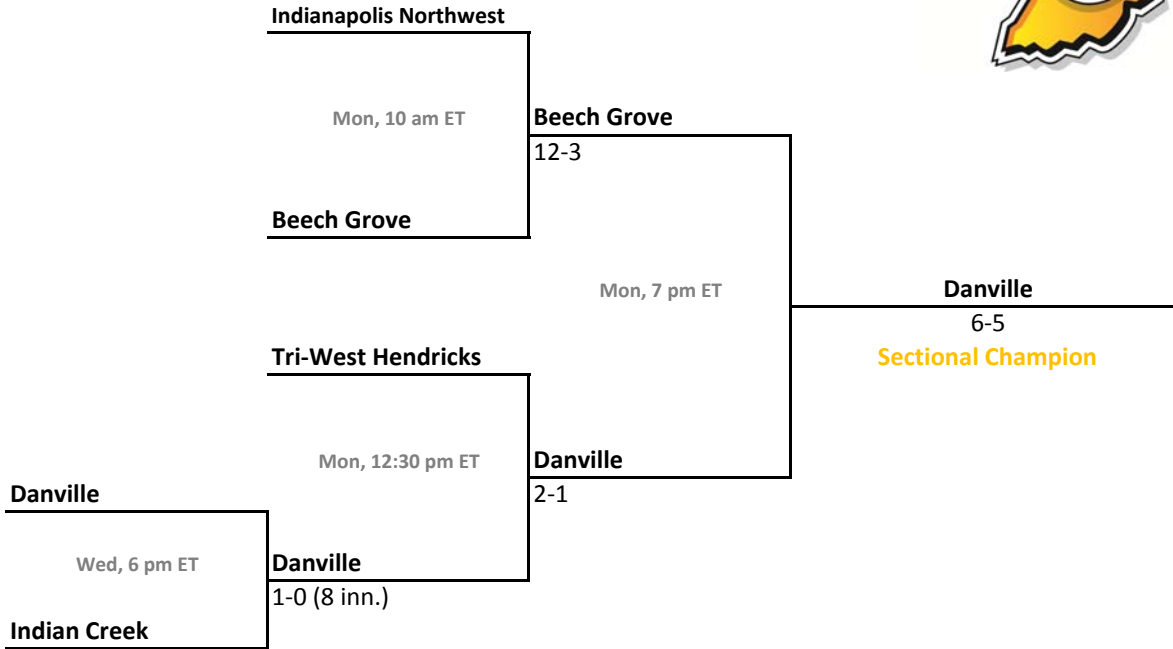 Indianapolis Northwest
Mon, 10 am ET
Beech Grove
12-3
Beech Grove
Mon, 7 pm ET
Danville
6-5
Sectional Champion
Tri-West Hendricks
Mon, 12:30 pm ET
Danville
2-1
Danville
Wed, 6 pm ET
Danville
1-0 (8 inn.)
Indian Creek